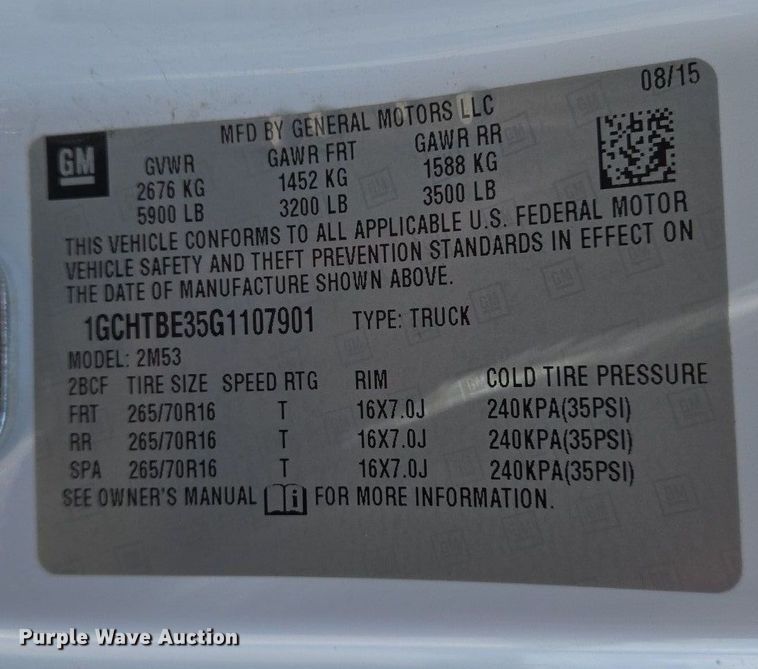 08/15
MFD BY GENERAL MOTORS LLC
GM
GVWR GAWR FRT GAWR RR
2676 KG 1452 KG 1588 KG
5900 LB 3200 LB 3500 LB
THIS VEHICLE CONFORMS TO ALL APPLICABLE U.S. FEDERAL MOTOR
VEHICLE SAFETY AND THEFT PREVENTION STANDARDS IN EFFECT ON
THE DATE OF MANUFACTURE SHOWN ABOVE.
1GCHTBE35G1107901 TYPE: TRUCK
MODEL: 2M53
2BCF TIRE SIZE SPEED RTG RIM COLD TIRE PRESSURE
FRT 265/70R16 T 16X7.0J 240KPA(35PSI)
RR 265/70R16 T 16X7.0J 240KPA(35PSI)
SPA 265/70R16 T 16X7.0J 240KPA(35PSI)
SEE OWNER'S MANUAL i FOR MORE INFORMATION.
Purple Wave Auction